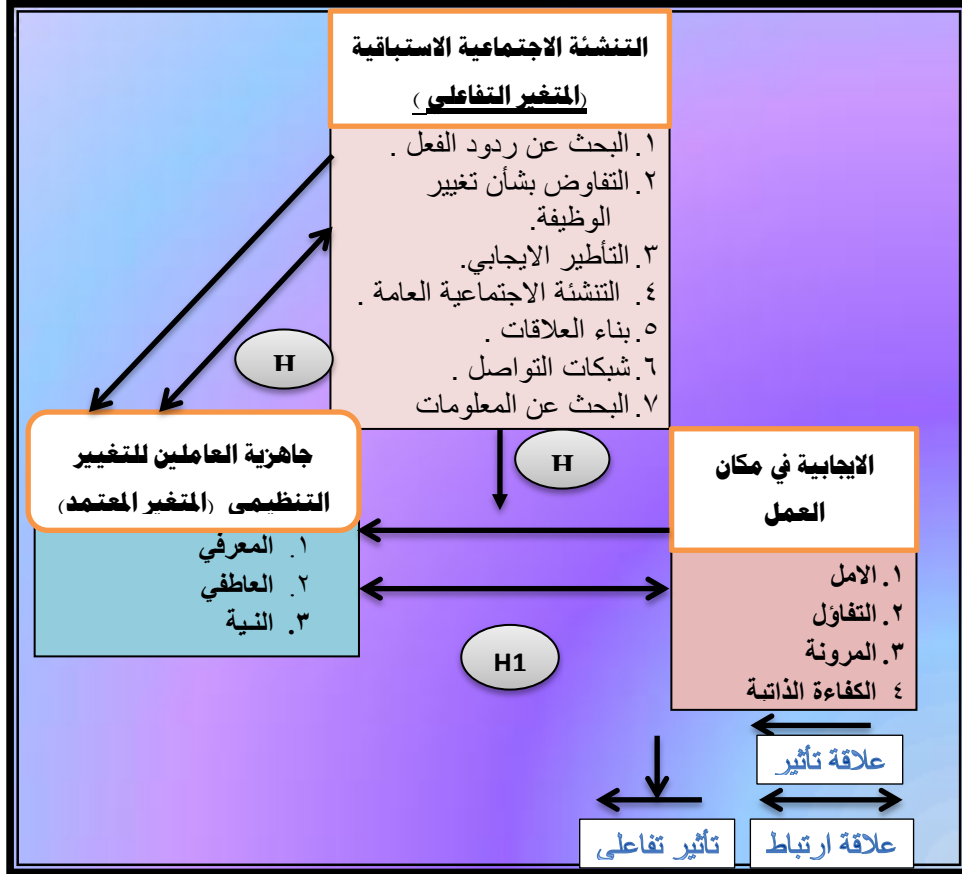 التنشئة الاجتماعية الاستباقية
(المتغير التفاعلي )
١. البحث عن ردود الفعل .
٢. التفاوض بشأن تغيير
الوظيفة.
٣. التأطير الايجابي.
٤. التنشئة الاجتماعية العامة .
٥. بناء العلاقات .
٦. شبكات التواصل .
٧. البحث عن المعلومات
H
H
الايجابية في مكان
العمل
١. الامل
٢. التفاؤل
٣. المرونة
٤ الكفاءة الذاتية
جاهزية العاملين للتغيير
التنظيمي (المتغير المعتمد)
١. المعرفي
٢. العاطفي
٣. النية
H1
علاقة تأثير
علاقة ارتباط
تأثير تفاعلي